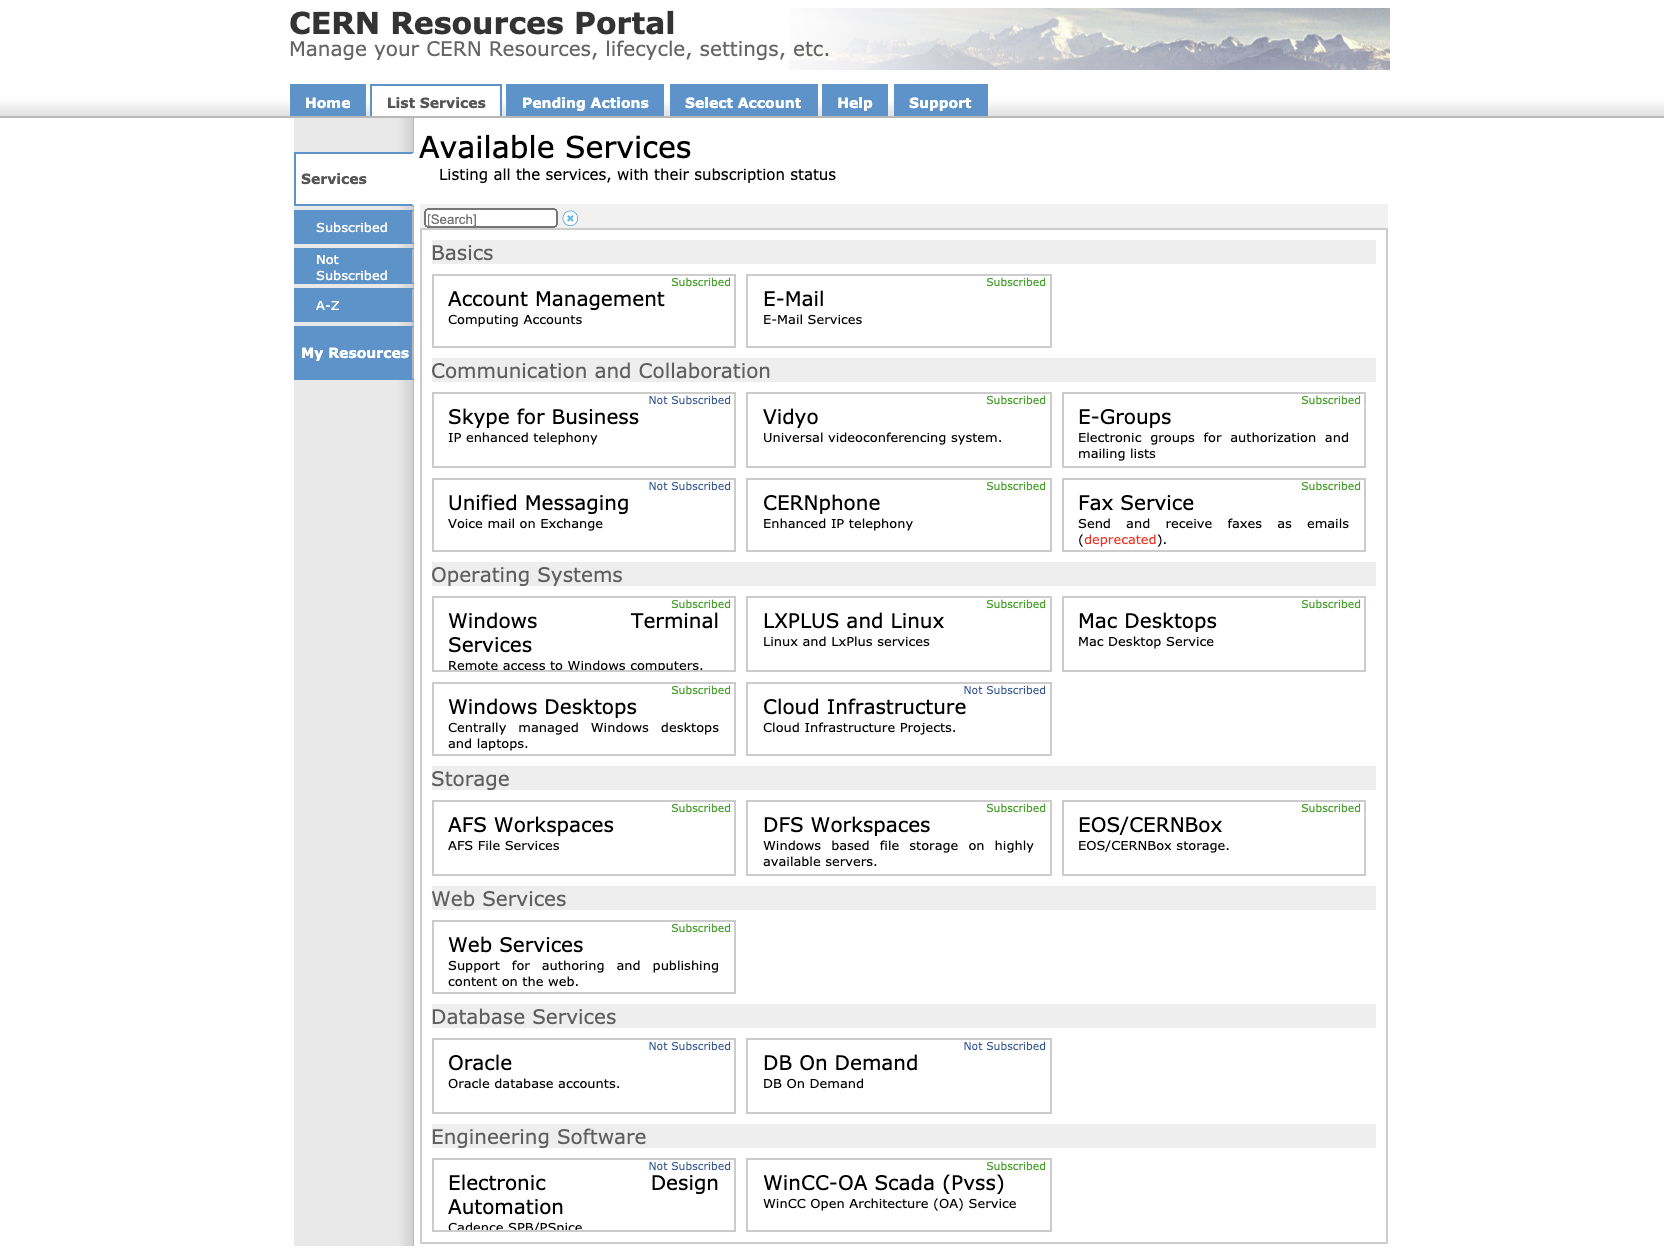 CERN Resources Portal
Manage your CERN Resources, lifecycle, settings, etc.
Home
List Services
Pending Actions
Select Account
Help
Support
Services
Subscribed
Not
Subscribed
A-Z
My Resources
Available Services
Listing all the services, with their subscription status
[Search]
Basics
Subscribed
Account Management
Computing Accounts
Subscribed
E-Mail
E-Mail Services
Communication and Collaboration
Not Subscribed
Skype for Business
IP enhanced telephony
Subscribed
Vidyo
Universal videoconferencing system.
Subscribed
E-Groups
Electronic groups for authorization and
mailing lists
Not Subscribed
Unified Messaging
Voice mail on Exchange
Subscribed
CERNphone
Enhanced IP telephony
Subscribed
Fax Service
Send and receive faxes as emails
(deprecated).
Operating Systems
Subscribed
Windows Terminal
Services
Remote access to Windows computers.
Subscribed
LXPLUS and Linux
Linux and LxPlus services
Subscribed
Mac Desktops
Mac Desktop Service
Subscribed
Windows Desktops
Centrally managed Windows desktops
and laptops.
Not Subscribed
Cloud Infrastructure
Cloud Infrastructure Projects.
Storage
Subscribed
AFS Workspaces
AFS File Services
Subscribed
DFS Workspaces
Windows based file storage on highly
available servers.
Subscribed
EOS/CERNBox
EOS/CERNBox storage.
Web Services
Subscribed
Web Services
Support for authoring and publishing
content on the web.
Database Services
Not Subscribed
Oracle
Oracle database accounts.
Not Subscribed
DB On Demand
DB On Demand
Engineering Software
Not Subscribed
Electronic Design
Automation
Cadence SPB/PSpice
Subscribed
WinCC-OA Scada (Pvss)
WinCC Open Architecture (OA) Service